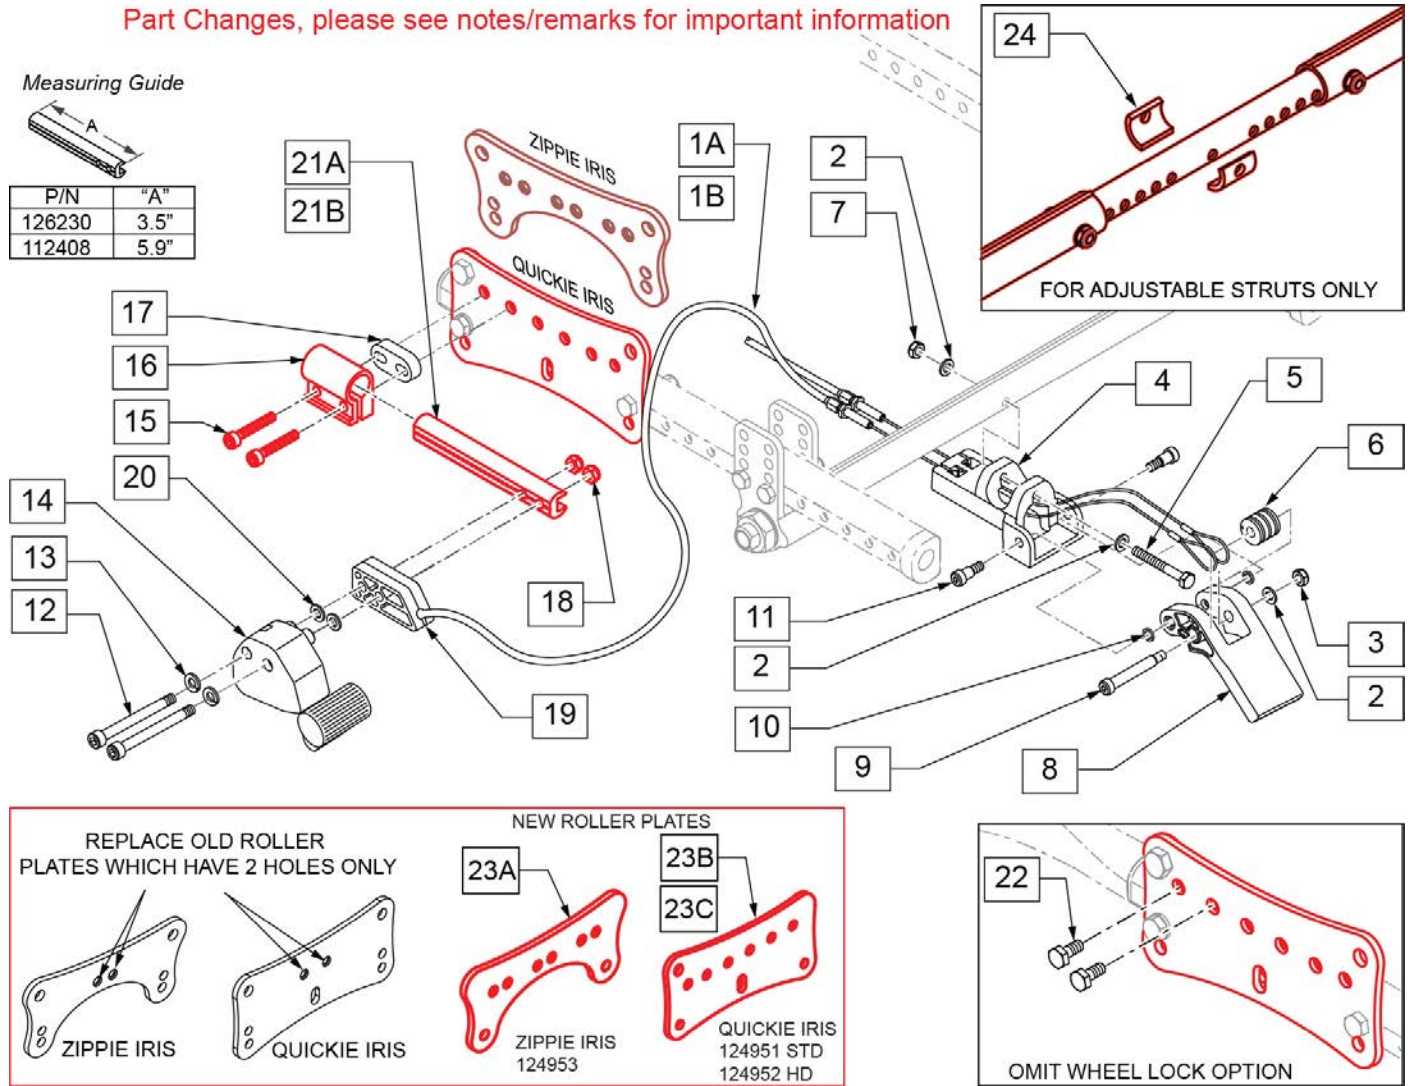 Part Changes, please see notes/remarks for important information
Measuring Guide
A
P/N "A"
126230 3.5"
112408 5.9"
21A
21B
ZIPPIE IRIS
QUICKIE IRIS
1A
1B
2
7
24
FOR ADJUSTABLE STRUTS ONLY
17
16
15
20
14
13
12
18
19
4
5
6
11
2
10
9
8
3
2
REPLACE OLD ROLLER
PLATES WHICH HAVE 2 HOLES ONLY
ZIPPIE IRIS
QUICKIE IRIS
NEW ROLLER PLATES
23A
23B
23C
ZIPPIE IRIS
124953
QUICKIE IRIS
124951 STD
124952 HD
22
OMIT WHEEL LOCK OPTION